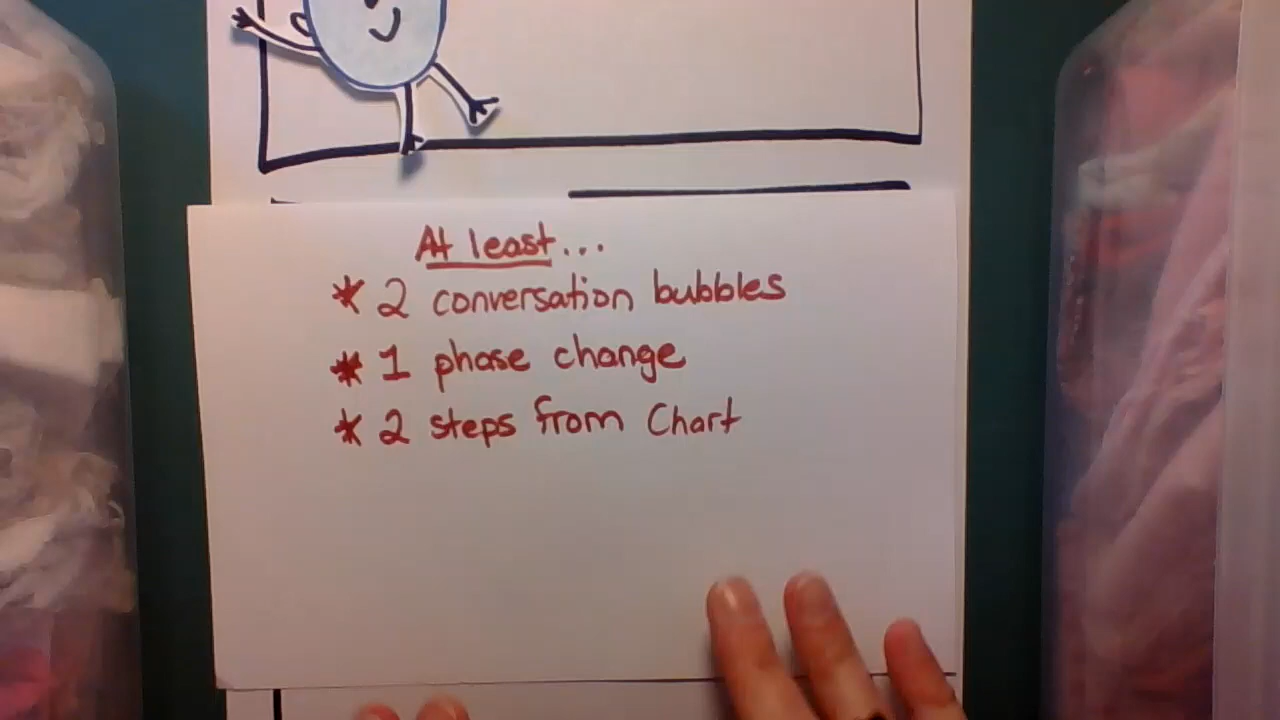 At least...
* 2 conversation bubbles
* 1 phase change
* 2 steps from Chart